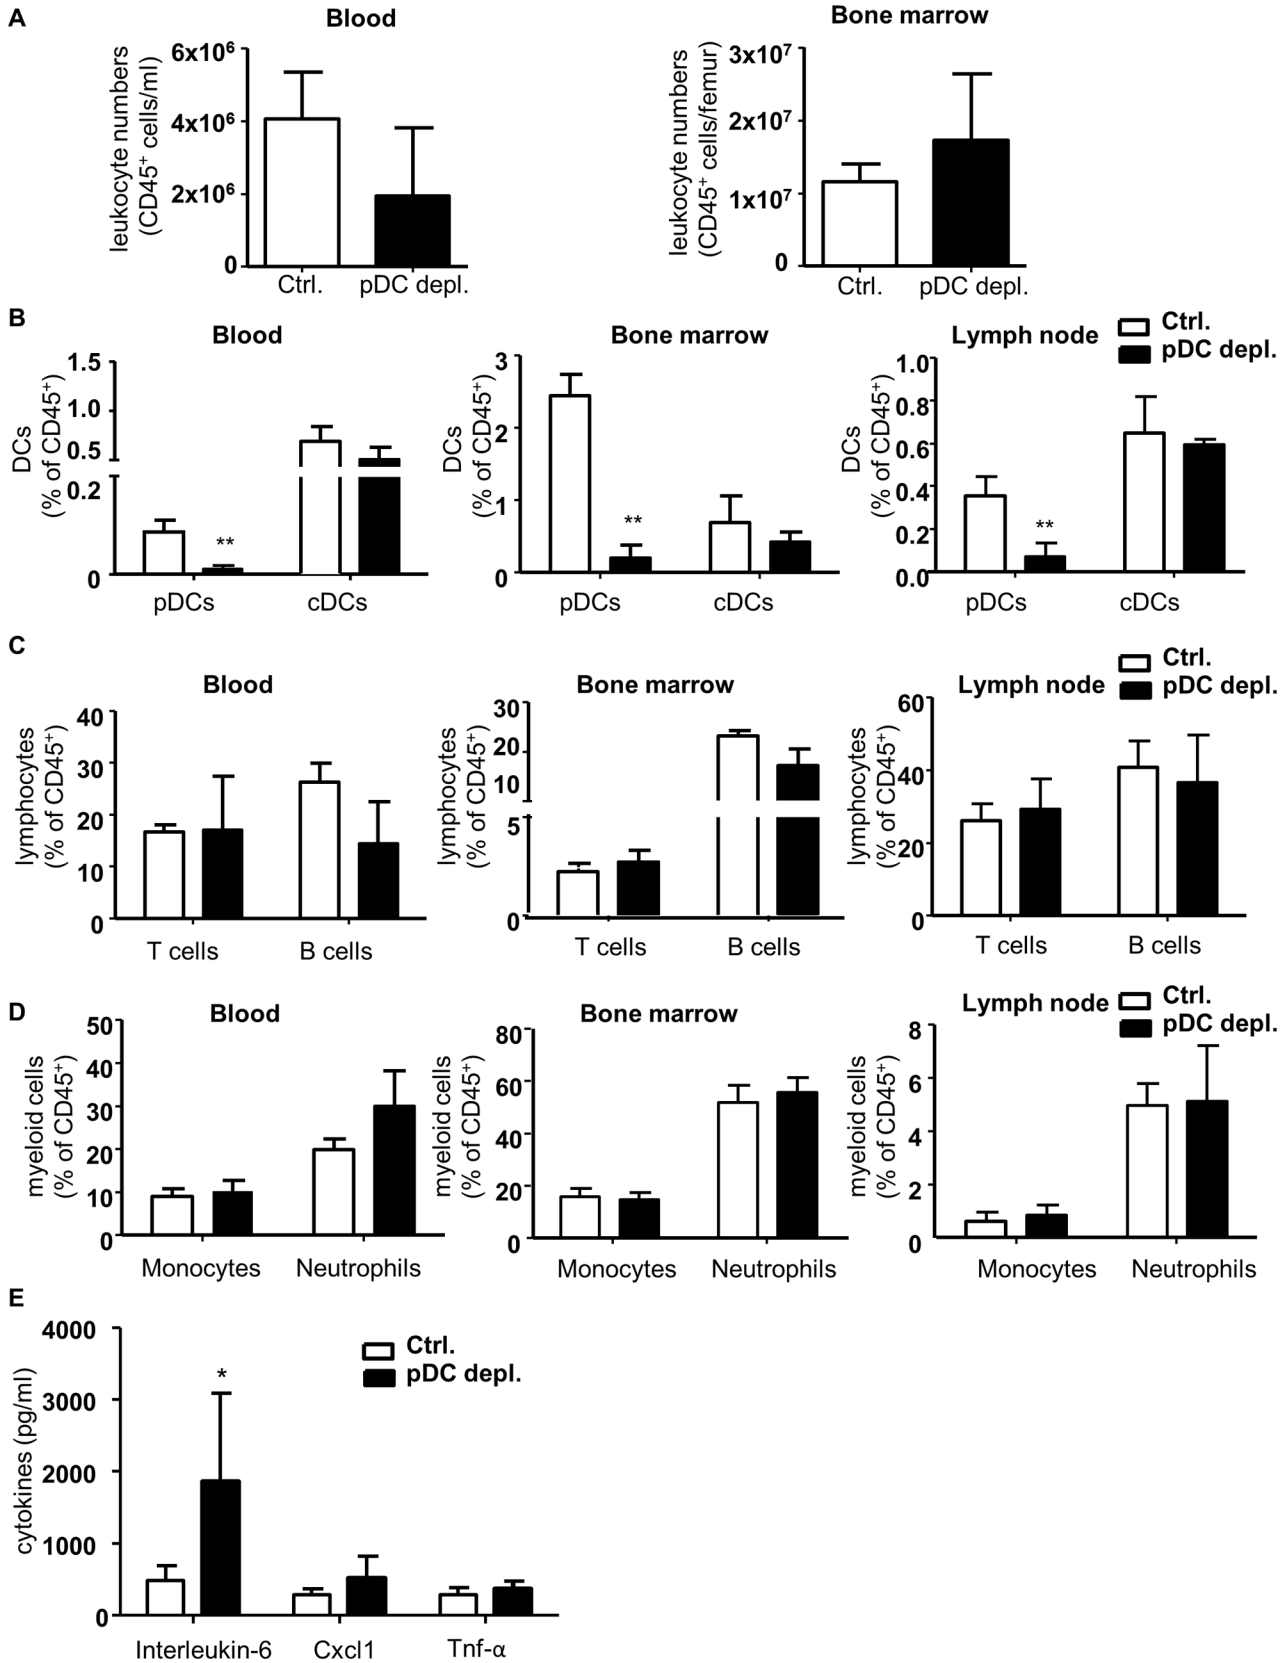 A
Blood
Bone marrow
leukocyte numbers
(CD45⁺ cells/ml)
6x10⁶
4x10⁶
2x10⁶
0
Ctrl.
pDC depl.
leukocyte numbers
(CD45⁺ cells/femur)
3x10⁷
2x10⁷
1x10⁷
0
Ctrl.
pDC depl.
B
Blood
Bone marrow
Lymph node
Ctrl.
pDC depl.
DCs
(% of CD45⁺)
1.5
1.0
0.5
0.2
0
**
pDCs
cDCs
DCs
(% of CD45⁺)
3
2
1
0
**
pDCs
cDCs
DCs
(% of CD45⁺)
1.0
0.8
0.6
0.4
0.2
0.0
**
pDCs
cDCs
C
Blood
Bone marrow
Lymph node
Ctrl.
pDC depl.
lymphocytes
(% of CD45⁺)
40
30
20
10
0
T cells
B cells
lymphocytes
(% of CD45⁺)
30
20
10
5
0
T cells
B cells
lymphocytes
(% of CD45⁺)
60
40
20
0
T cells
B cells
D
Blood
Bone marrow
Lymph node
Ctrl.
pDC depl.
myeloid cells
(% of CD45⁺)
50
40
30
20
10
0
Monocytes
Neutrophils
myeloid cells
(% of CD45⁺)
80
60
40
20
0
Monocytes
Neutrophils
myeloid cells
(% of CD45⁺)
8
6
4
2
0
Monocytes
Neutrophils
E
cytokines (pg/ml)
4000
3000
2000
1000
0
Ctrl.
pDC depl.
*
Interleukin-6
Cxcl1
Tnf-α